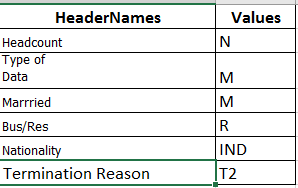 HeaderNames Values
Headcount N
Type of
Data M
Marrried M
Bus/Res R
Nationality IND
Termination Reason T2